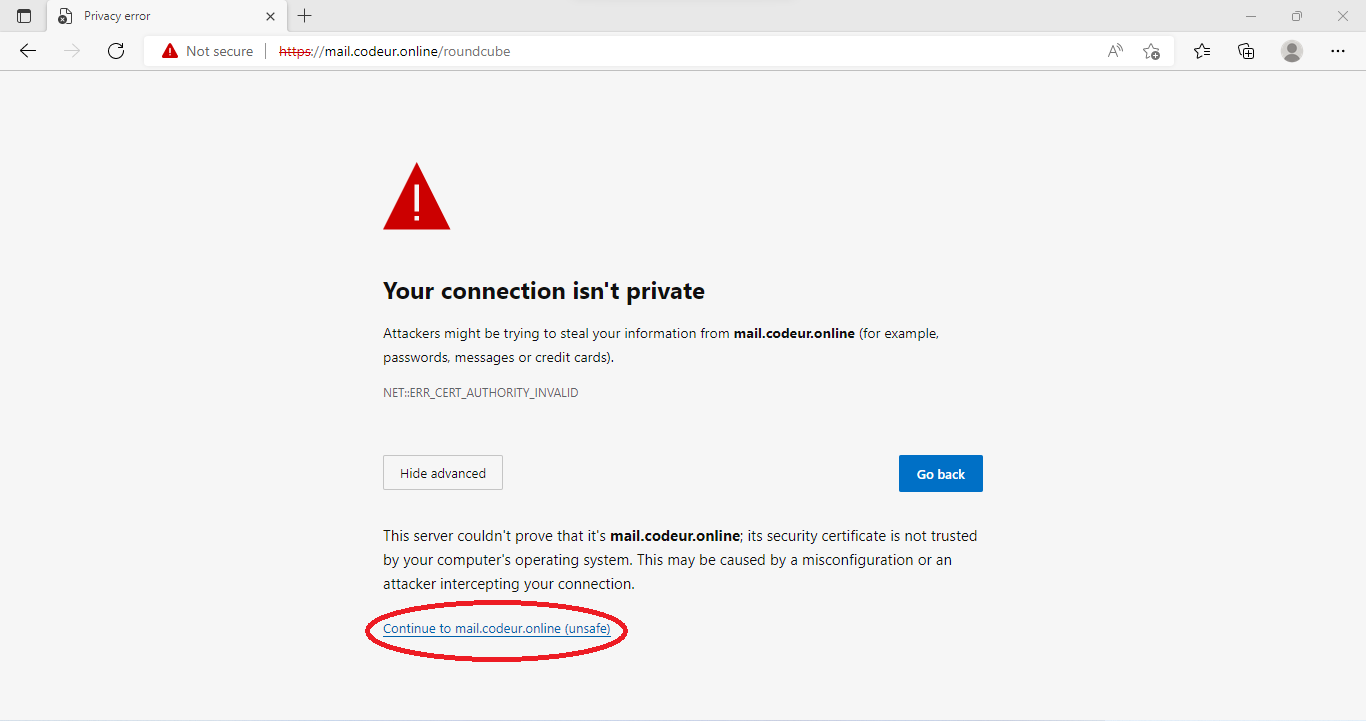 Privacy error
Not secure https://mail.codeur.online/roundcube
Your connection isn't private
Attackers might be trying to steal your information from mail.codeur.online (for example,
passwords, messages or credit cards).
NET::ERR_CERT_AUTHORITY_INVALID
Hide advanced
Go back
This server couldn't prove that it's mail.codeur.online; its security certificate is not trusted
by your computer's operating system. This may be caused by a misconfiguration or an
attacker intercepting your connection.
Continue to mail.codeur.online (unsafe)